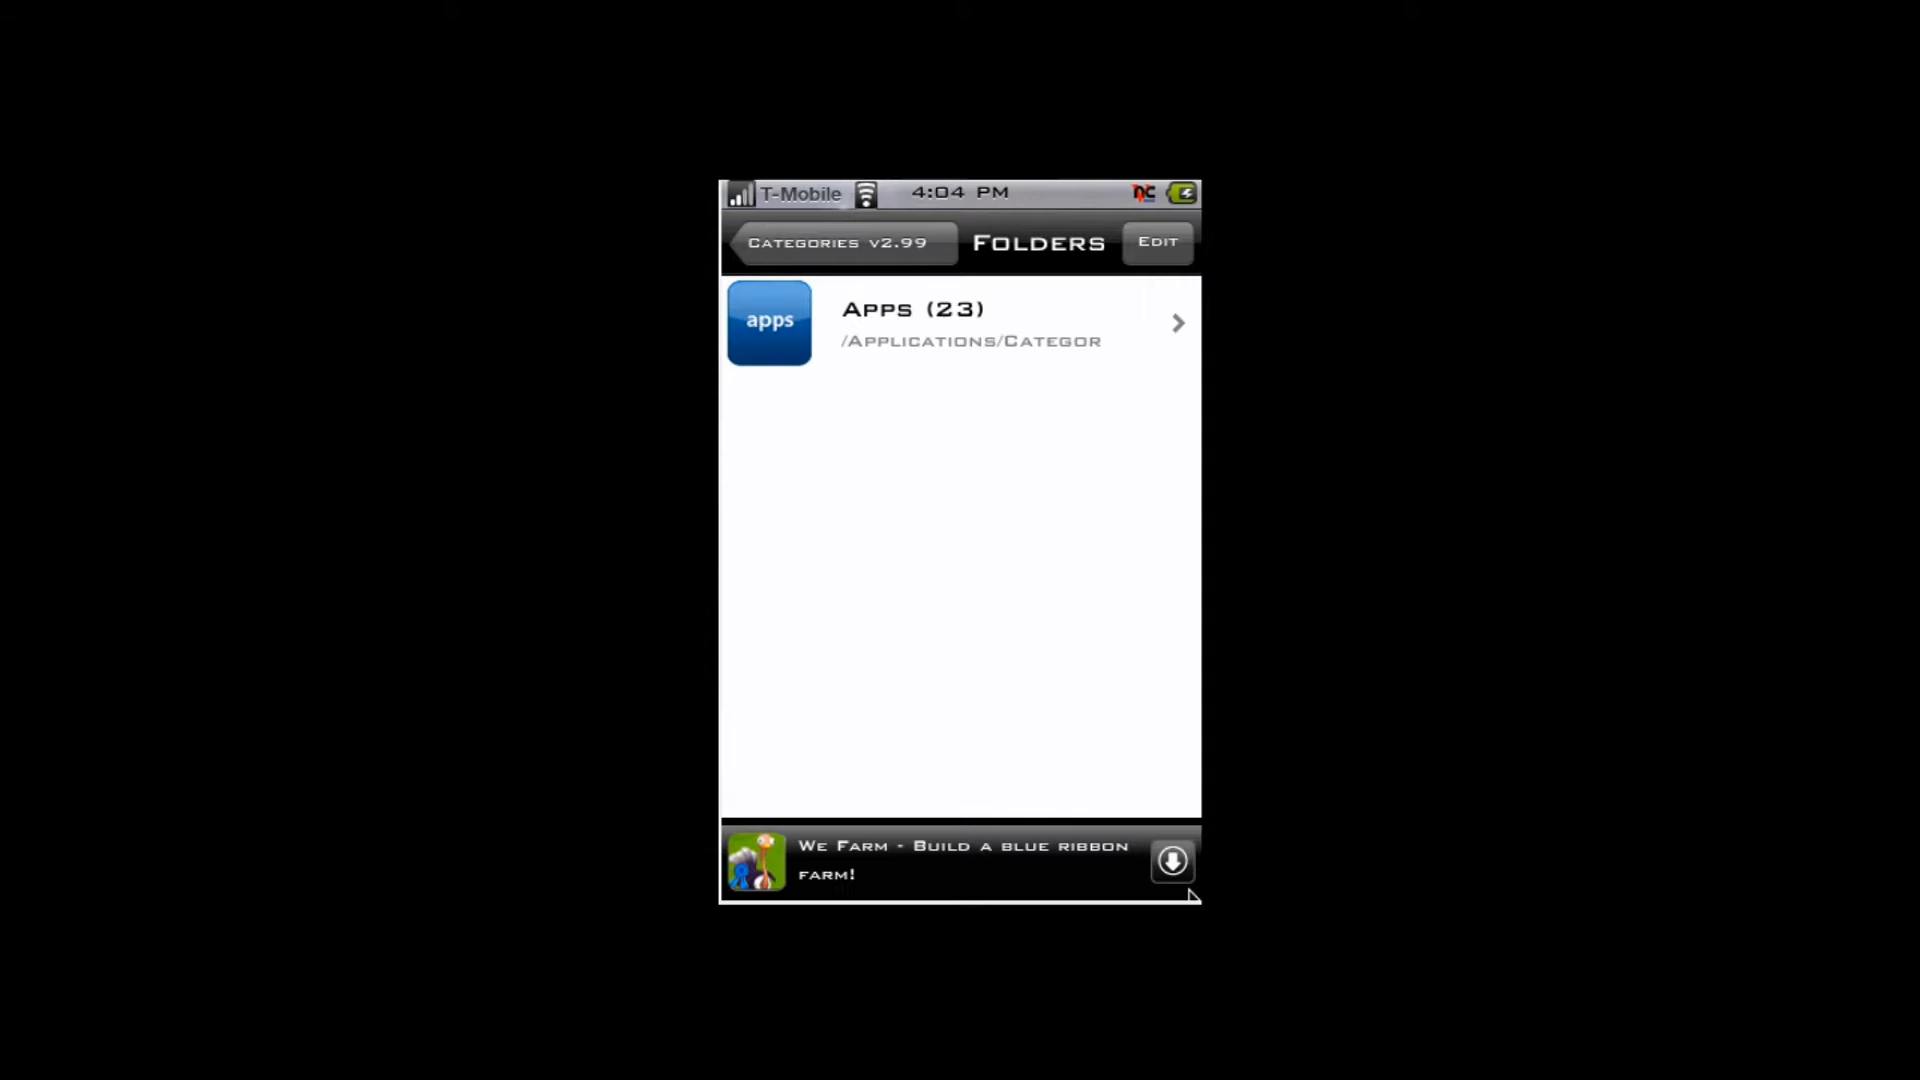 T-Mobile 4:04 PM
Categories v2.99 Folders Edit
apps
Apps (23)
/Applications/Categor
We Farm - Build a blue ribbon
farm!